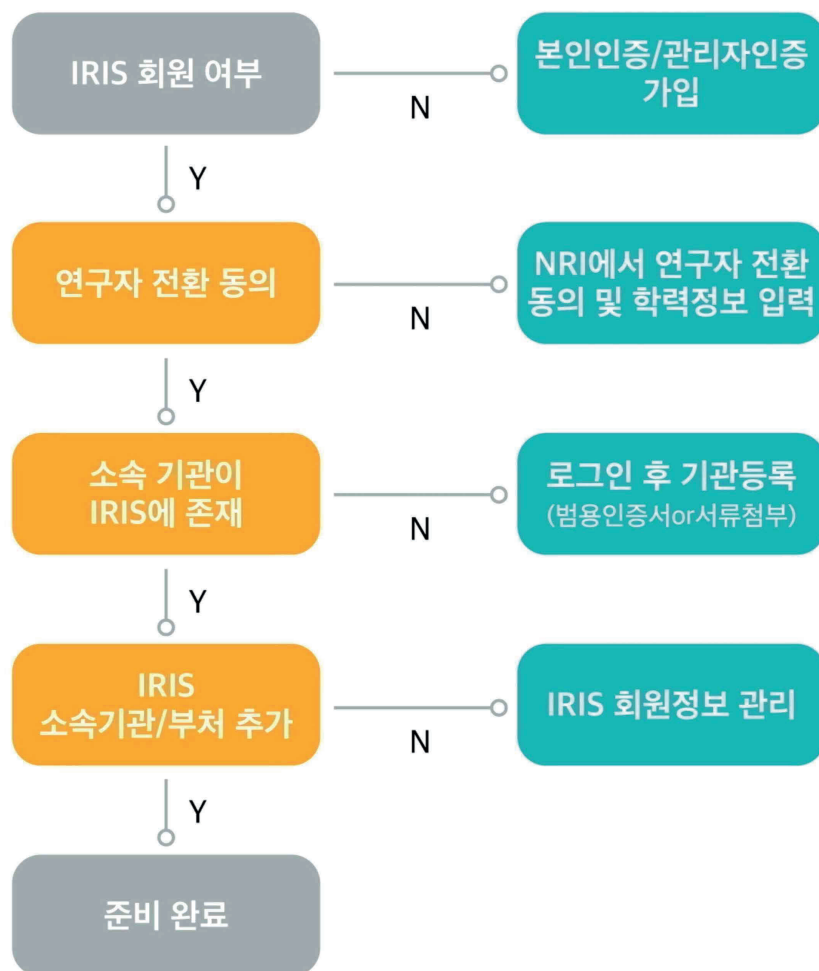 IRIS 회원 여부
N
본인인증/관리자인증
가입
Y
연구자 전환 동의
N
NRI에서 연구자 전환
동의 및 학력정보 입력
Y
소속 기관이
IRIS에 존재
N
로그인 후 기관등록
(범용인증서or서류첨부)
Y
IRIS
소속기관/부처 추가
N
IRIS 회원정보 관리
Y
준비 완료